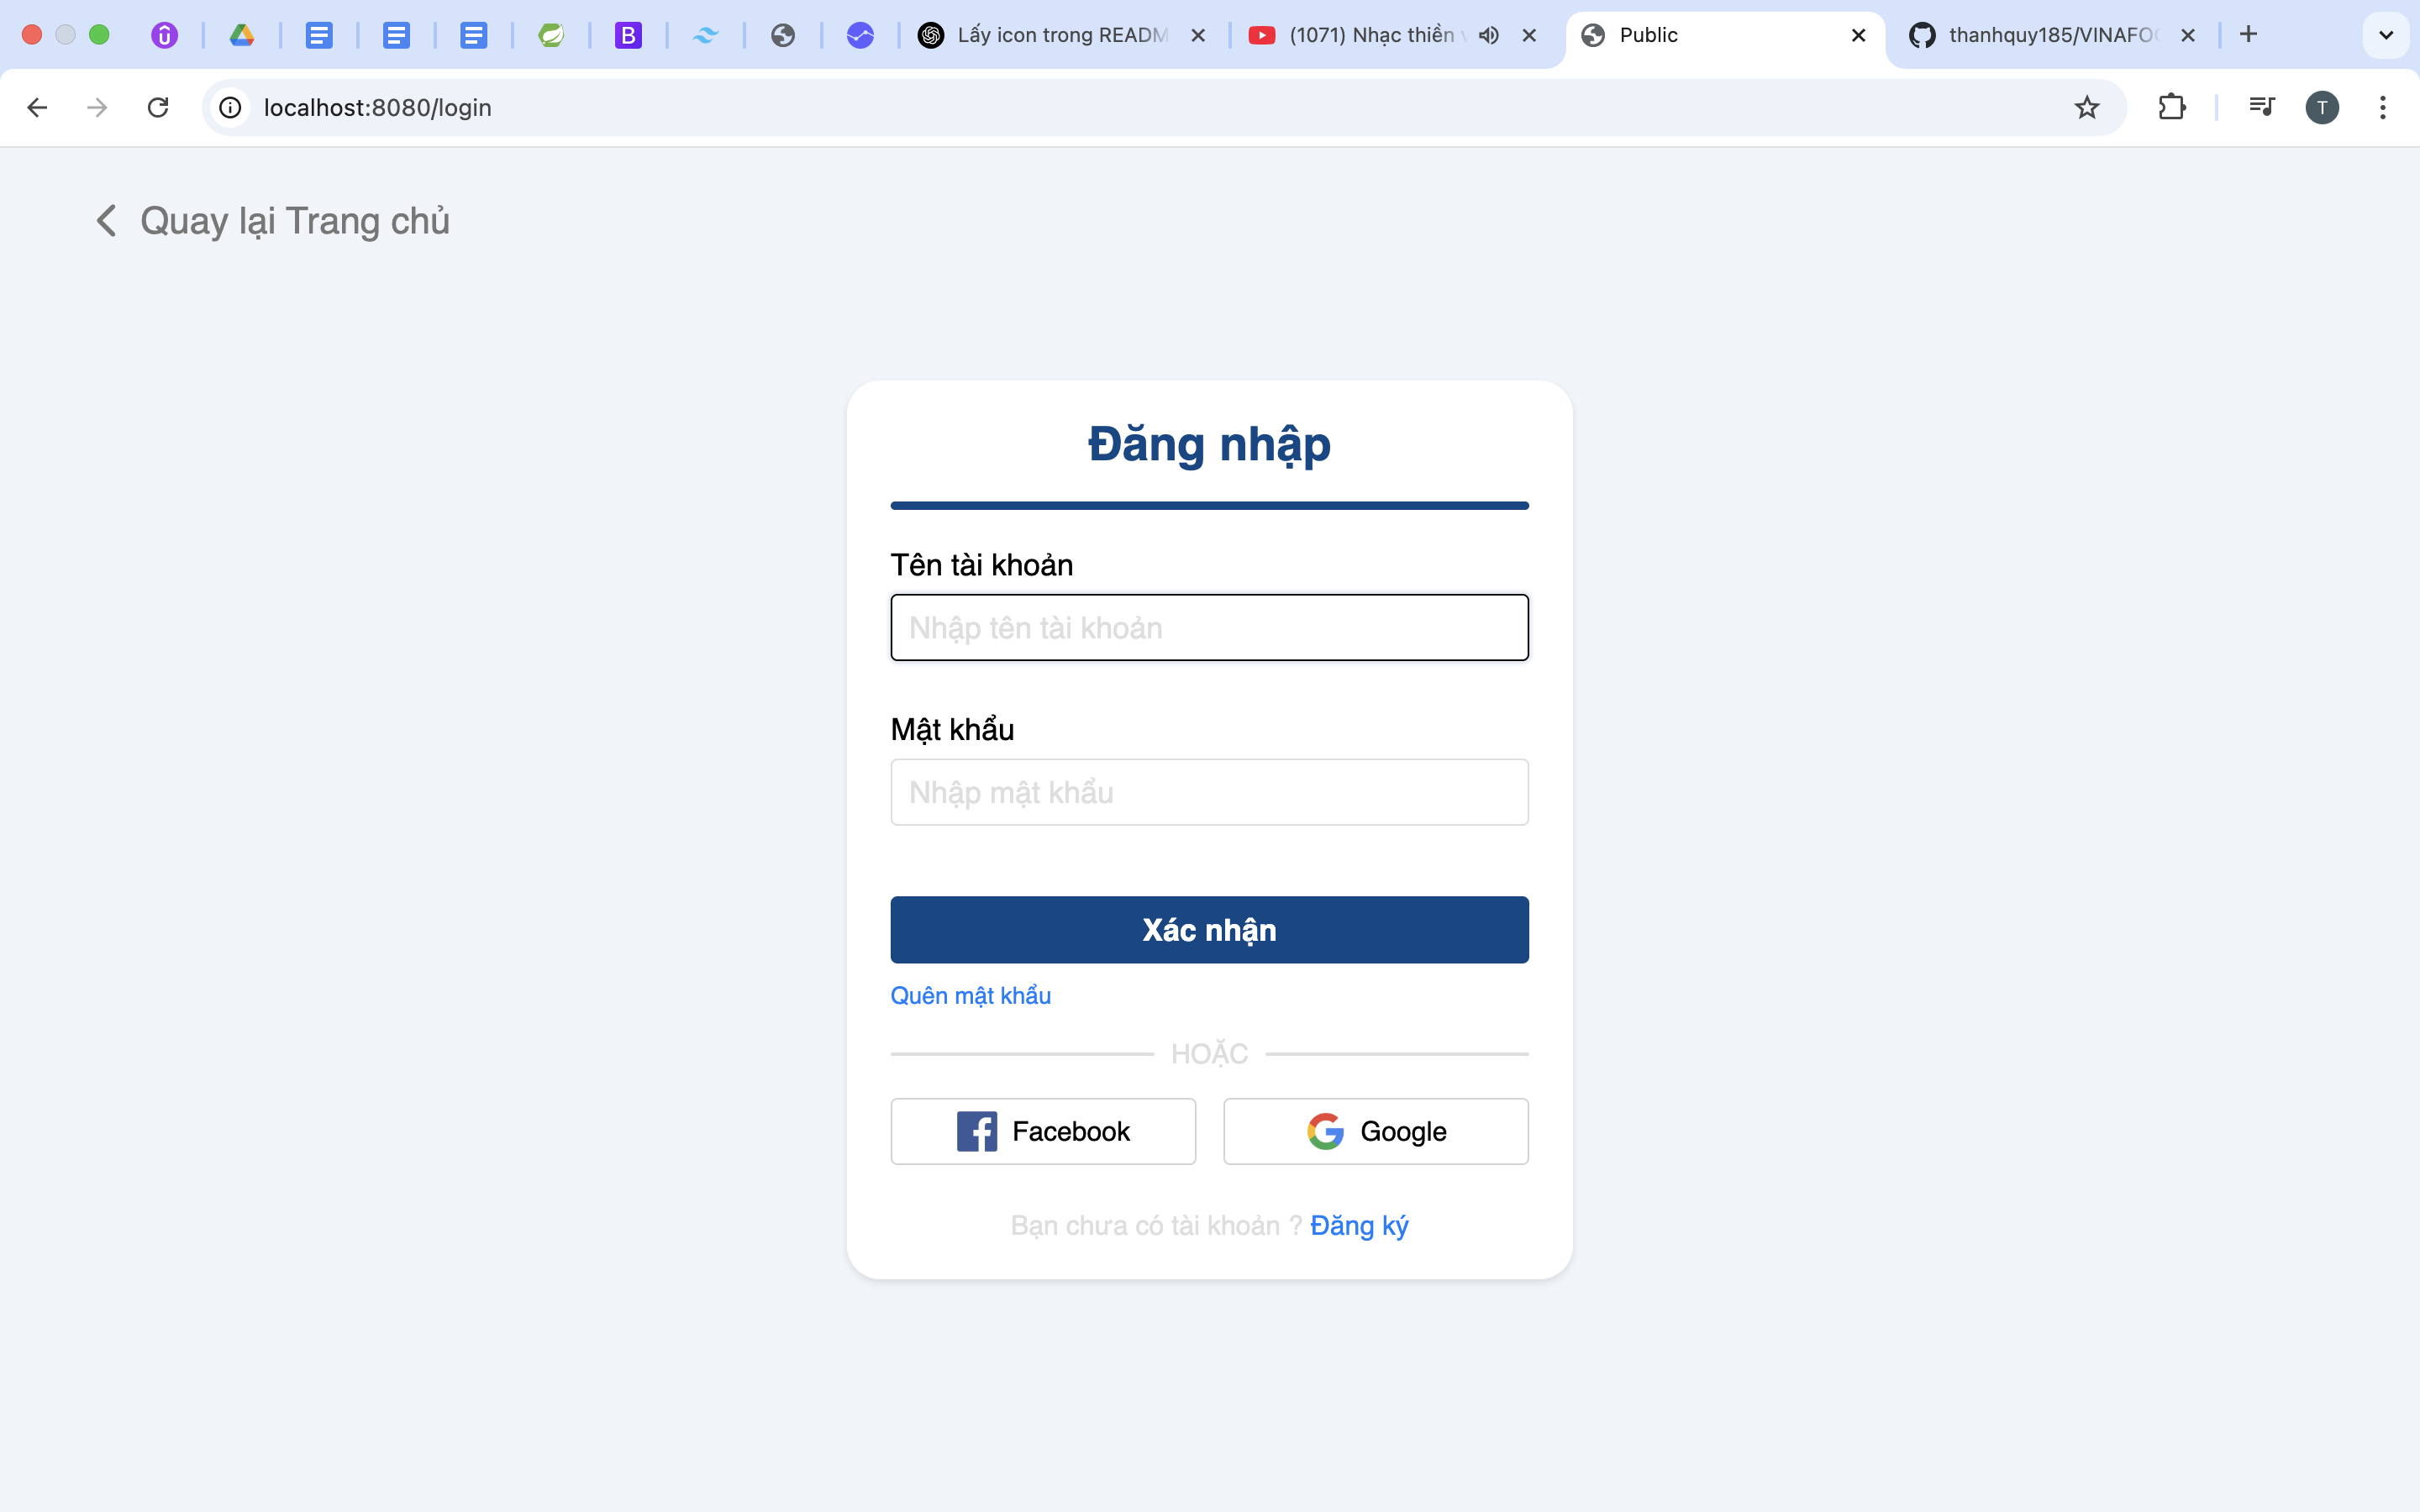 Lấy icon trong READM
(1071) Nhạc thiền v
Public
thanhquy185/VINAFO
localhost:8080/login
T
Quay lại Trang chủ
Đăng nhập
Tên tài khoản
Nhập tên tài khoản
Mật khẩu
Nhập mật khẩu
Xác nhận
Quên mật khẩu
HOẶC
Facebook
Google
Bạn chưa có tài khoản ? Đăng ký